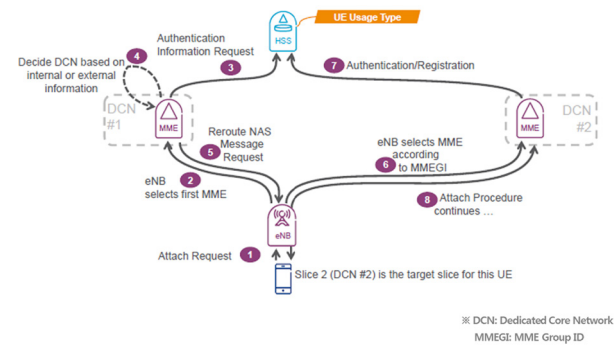 UE Usage Type
HSS
Authentication
Information Request
3
7
Authentication/Registration
4
Decide DCN based on
internal or external
information
DCN
#1
MME
Reroute NAS
Message
Request
5
eNB selects MME
according
to MMEGI
6
MME
DCN
#2
2
eNB
selects first MME
8
Attach Procedure
continues ...
eNB
Attach Request
1
Slice 2 (DCN #2) is the target slice for this UE
※ DCN: Dedicated Core Network
MMEGI: MME Group ID